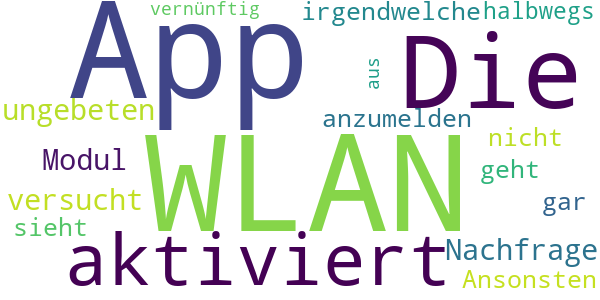 vernünftig
irgendwelche halbwegs
App Die
aus
ungebeten
anzumelden
WLAN
nicht
Modul
geht
versucht
gar
sieht
aktiviert
Nachfrage
Ansonsten